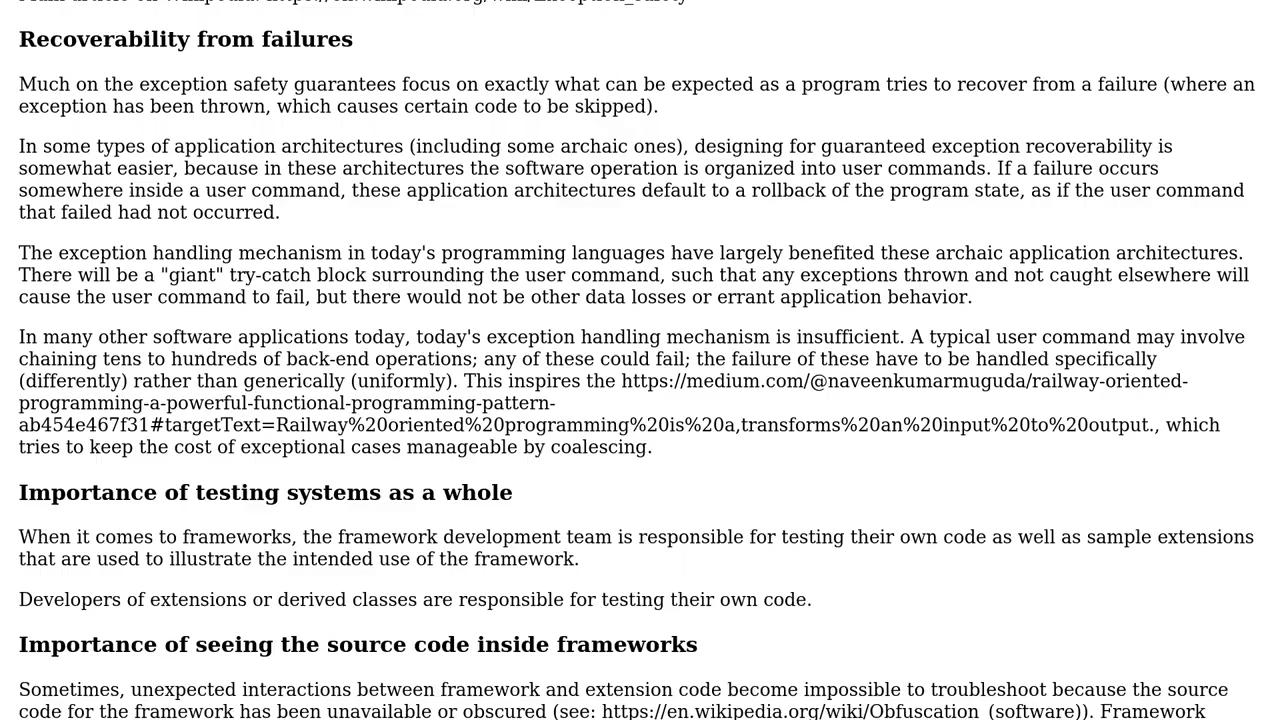 Main article on Wikipedia: https://en.wikipedia.org/wiki/Exception_safety
Recoverability from failures
Much on the exception safety guarantees focus on exactly what can be expected as a program tries to recover from a failure (where an
exception has been thrown, which causes certain code to be skipped).
In some types of application architectures (including some archaic ones), designing for guaranteed exception recoverability is
somewhat easier, because in these architectures the software operation is organized into user commands. If a failure occurs
somewhere inside a user command, these application architectures default to a rollback of the program state, as if the user command
that failed had not occurred.
The exception handling mechanism in today's programming languages have largely benefited these archaic application architectures.
There will be a "giant" try-catch block surrounding the user command, such that any exceptions thrown and not caught elsewhere will
cause the user command to fail, but there would not be other data losses or errant application behavior.
In many other software applications today, today's exception handling mechanism is insufficient. A typical user command may involve
chaining tens to hundreds of back-end operations; any of these could fail; the failure of these have to be handled specifically
(differently) rather than generically (uniformly). This inspires the https://medium.com/@naveenkumarmuguda/railway-oriented-
programming-a-powerful-functional-programming-pattern-
ab454e467f31#targetText=Railway%20oriented%20programming%20is%20a,transforms%20an%20input%20to%20output., which
tries to keep the cost of exceptional cases manageable by coalescing.
Importance of testing systems as a whole
When it comes to frameworks, the framework development team is responsible for testing their own code as well as sample extensions
that are used to illustrate the intended use of the framework.
Developers of extensions or derived classes are responsible for testing their own code.
Importance of seeing the source code inside frameworks
Sometimes, unexpected interactions between framework and extension code become impossible to troubleshoot because the source
code for the framework has been unavailable or obscured (see: https://en.wikipedia.org/wiki/Obfuscation_(software)). Framework